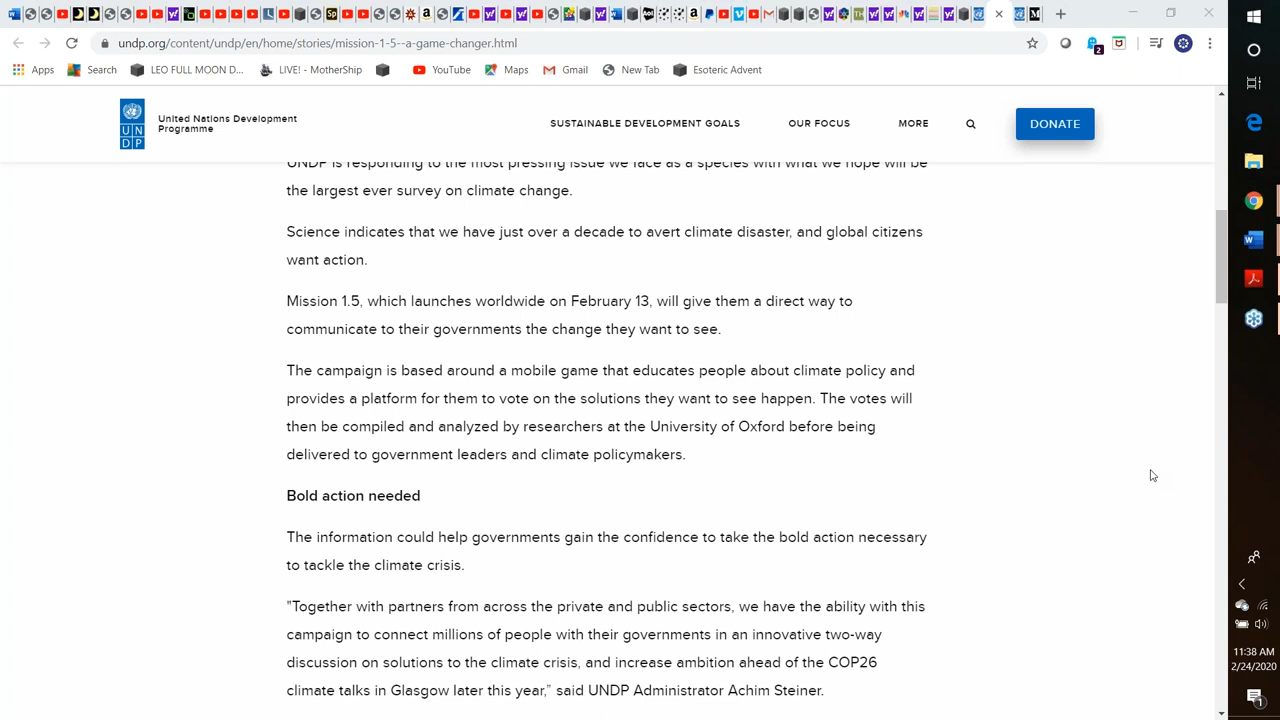 undp.org/content/undp/en/home/stories/mission-1-5--a-game-changer.html
2
Apps Search LEO FULL MOON D... LIVE! - MotherShip YouTube Maps Gmail New Tab Esoteric Advent
UN
DP
United Nations Development
Programme
SUSTAINABLE DEVELOPMENT GOALS OUR FOCUS MORE DONATE
UNDP is responding to the most pressing issue we face as a species with what we hope will be
the largest ever survey on climate change.
Science indicates that we have just over a decade to avert climate disaster, and global citizens
want action.
Mission 1.5, which launches worldwide on February 13, will give them a direct way to
communicate to their governments the change they want to see.
The campaign is based around a mobile game that educates people about climate policy and
provides a platform for them to vote on the solutions they want to see happen. The votes will
then be compiled and analyzed by researchers at the University of Oxford before being
delivered to government leaders and climate policymakers.
Bold action needed
The information could help governments gain the confidence to take the bold action necessary
to tackle the climate crisis.
"Together with partners from across the private and public sectors, we have the ability with this
campaign to connect millions of people with their governments in an innovative two-way
discussion on solutions to the climate crisis, and increase ambition ahead of the COP26
climate talks in Glasgow later this year," said UNDP Administrator Achim Steiner.
11:38 AM
2/24/2020
1